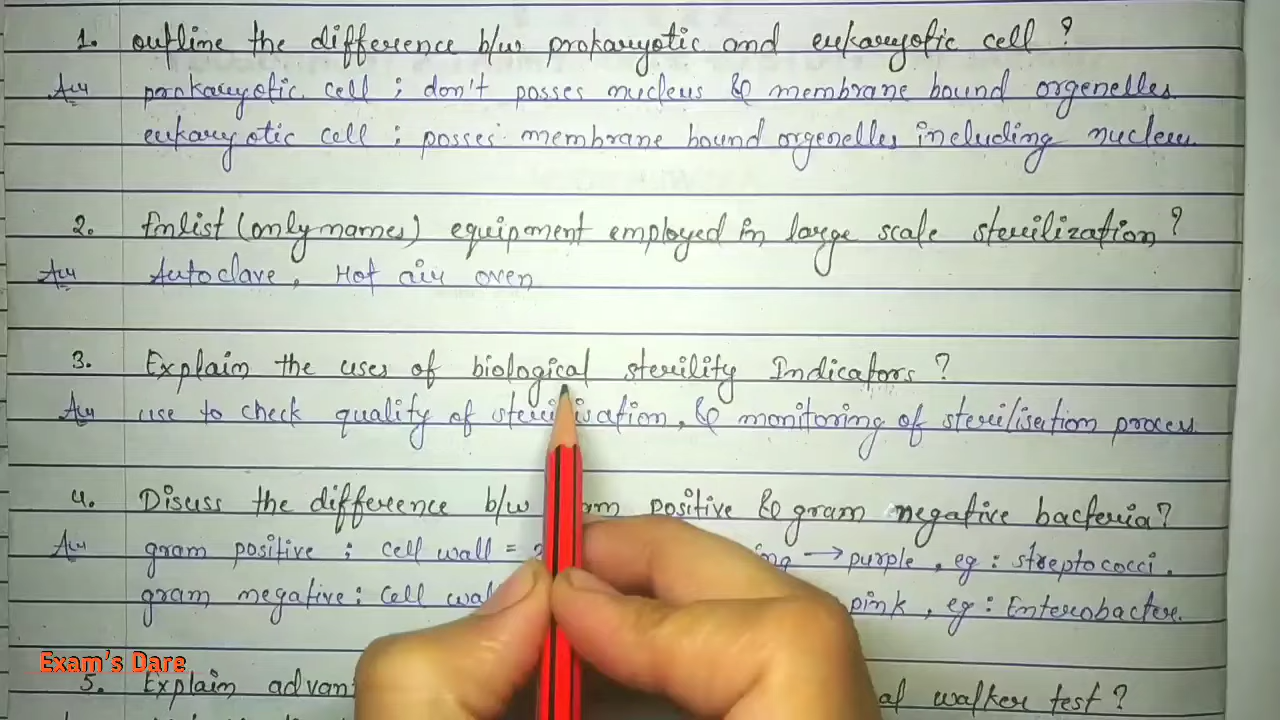 1. outline the difference b/w prokaryotic and eukaryotic cell ?
Ans prokaryotic cell ; don't posses nucleus & membrane bound orgenelles
eukaryotic cell ; posses membrane bound orgenelles including nucleus
2. Enlist (only names) equipment employed in large scale sterilization ?
Ans Autoclave, Hot air oven
3. Explain the uses of biological sterility Indicators ?
Ans use to check quality of sterilisation, & monitoring of sterilisation process
4. Discuss the difference b/w positive & gram negative bacteria ?
Ans gram positive ; cell wall = → purple, eg : streptococci.
gram negative : cell pink, eg : Enterobacter.
Exam's Dare
5. Explain walker test ?